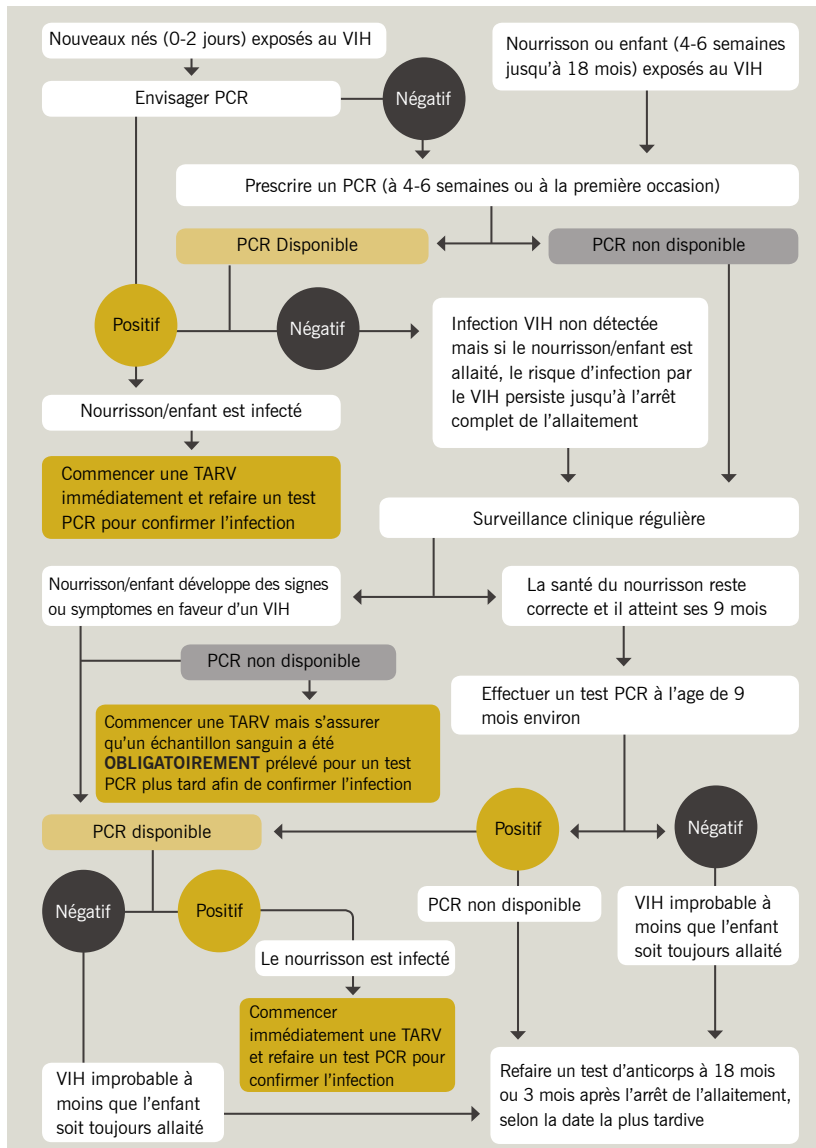 Nouveaux nés (0-2 jours) exposés au VIH
Nourrisson ou enfant (4-6 semaines
jusqu'à 18 mois) exposés au VIH
Envisager PCR
Négatif
Prescrire un PCR (à 4-6 semaines ou à la première occasion)
PCR Disponible
PCR non disponible
Positif
Négatif
Infection VIH non détectée
mais si le nourrisson/enfant est
allaité, le risque d'infection par
le VIH persiste jusqu'à l'arrêt
complet de l'allaitement
Nourrisson/enfant est infecté
Commencer une TARV
immédiatement et refaire un test
PCR pour confirmer l'infection
Surveillance clinique régulière
Nourrisson/enfant développe des signes
ou symptomes en faveur d'un VIH
La santé du nourrisson reste
correcte et il atteint ses 9 mois
PCR non disponible
Effectuer un test PCR à l'age de 9
mois environ
Commencer une TARV mais s'assurer
qu'un échantillon sanguin a été
OBLIGATOIREMENT prélevé pour un test
PCR plus tard afin de confirmer l'infection
PCR disponible
Positif
Négatif
Négatif
Positif
PCR non disponible
VIH improbable à
moins que l'enfant
soit toujours allaité
Le nourrisson est infecté
Commencer
immédiatement une TARV
et refaire un test PCR pour
confirmer l'infection
VIH improbable à
moins que l'enfant
soit toujours allaité
Refaire un test d'anticorps à 18 mois
ou 3 mois après l'arrêt de l'allaitement,
selon la date la plus tardive